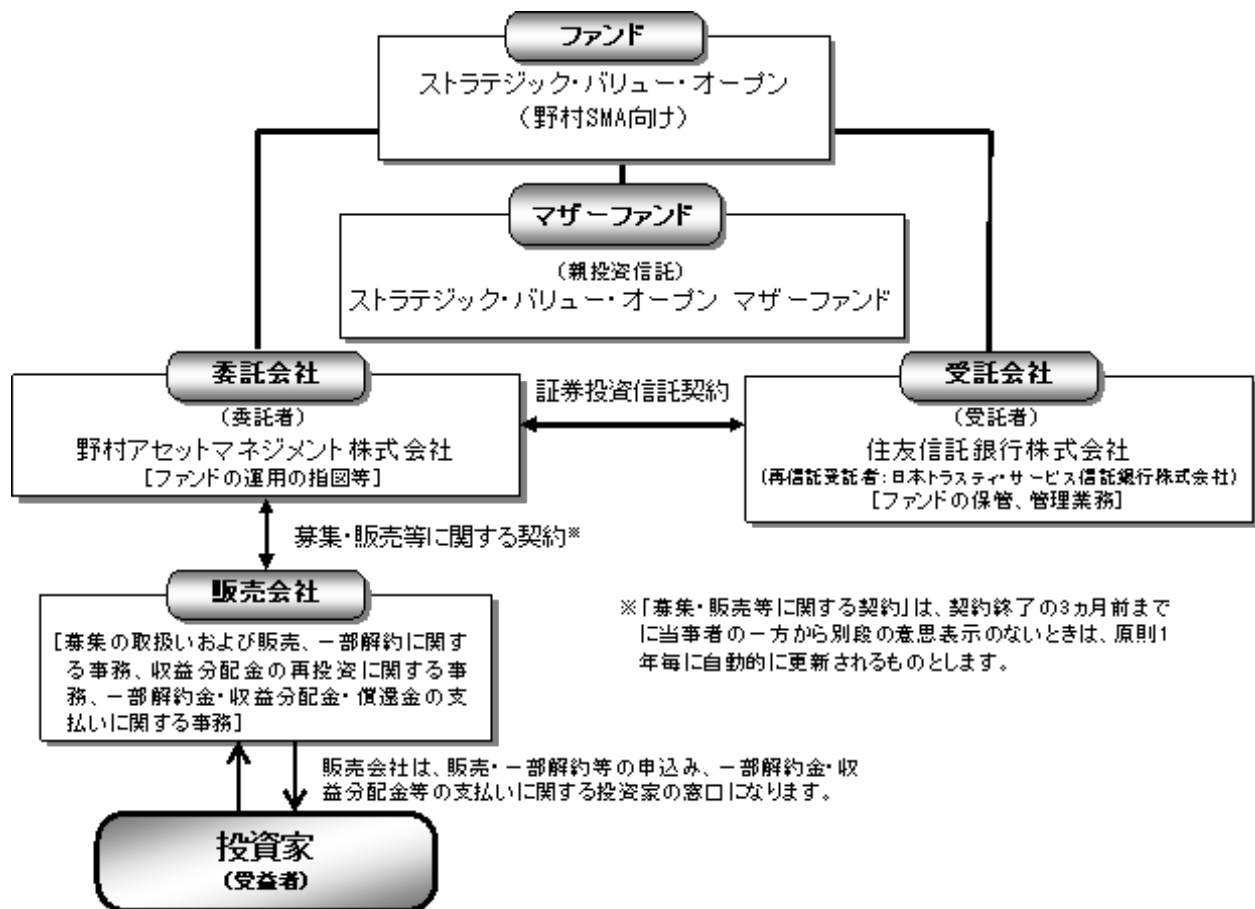 ファンド
ストラテジック・バリュー・オープン
（野村SMA向け）
マザーファンド
（親投資信託）
ストラテジック・バリュー・オープン マザーファンド
委託会社
（委託者）
野村アセットマネジメント株式会社
[ファンドの運用の指図等]
証券投資信託契約
受託会社
（受託者）
住友信託銀行株式会社
(再信託受託者:日本トラスティ・サービス信託銀行株式会社)
[ファンドの保管、管理業務]
募集・販売等に関する契約※
販売会社
[募集の取扱いおよび販売、一部解約に関す
る事務、収益分配金の再投資に関する事
務、一部解約金・収益分配金・償還金の支
払いに関する事務]
※「募集・販売等に関する契約」は、契約終了の3ヵ月前まで
に当事者の一方から別段の意思表示のないときは、原則1
年毎に自動的に更新されるものとします。
販売会社は、販売・一部解約等の申込み、一部解約金・収
益分配金等の支払いに関する投資家の窓口になります。
投資家
（受益者）